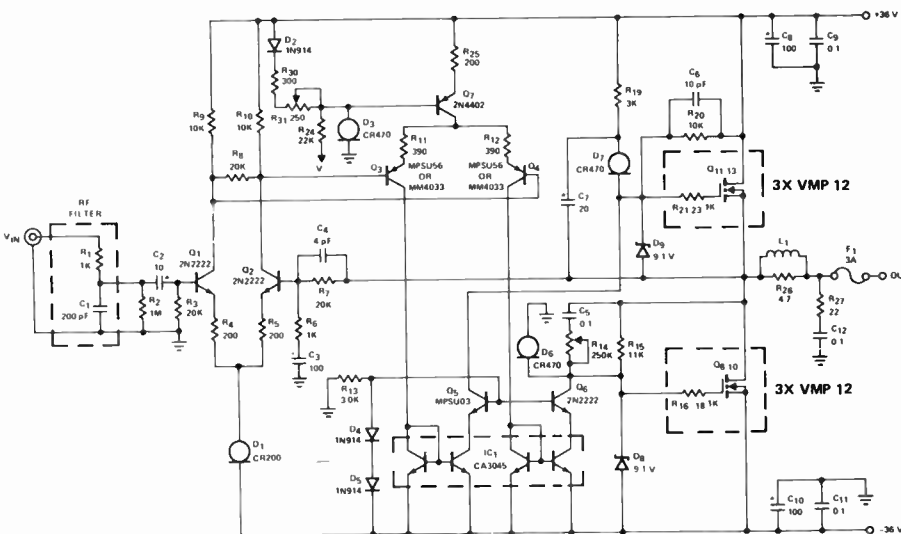 +36 V
D2
1N914
R30
300
R31
250
R24
22K
V
D3
CR470
R25
200
Q7
2N4402
R9
10K
R10
10K
R8
20K
R11
390
R12
390
Q3
MPSU56
OR
MM4033
MPSU56
OR
MM4033
Q4
R19
3K
D7
CR470
C7
20
C8
100
C9
0.1
C6
10 pF
R20
10K
Q11 13
R21 23 1K
3X VMP 12
D9
9.1 V
RF
FILTER
VIN
R1
1K
C1
200 pF
C2
10
R2
1M
R3
20K
Q1
2N2222
Q2
2N2222
R4
200
R5
200
C4
4 pF
R7
20K
R6
1K
C3
100
L1
R26
4.7
F1
3A
OU
R27
22
C12
0.1
C5
0.1
R14
250K
D6
CR470
R15
11K
Q8 10
R16 18 1K
3X VMP 12
D8
9.1 V
R13
3.0K
D4
1N914
D5
1N914
Q5
MPSU03
Q6
2N2222
IC1
CA3045
D1
CR200
C10
100
C11
0.1
-36 V